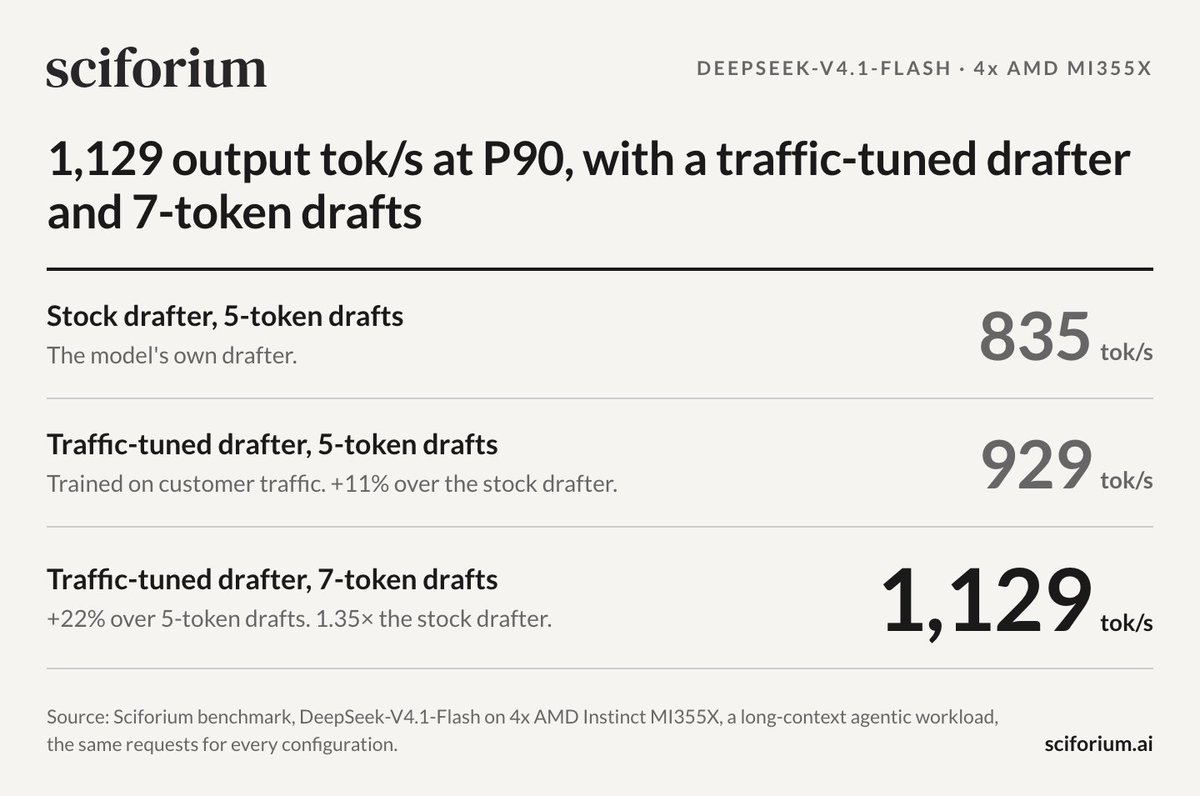 sciforium
DEEPSEEK-V4.1-FLASH · 4x AMD MI355X
1,129 output tok/s at P90, with a traffic-tuned drafter
and 7-token drafts
Stock drafter, 5-token drafts
The model's own drafter.
835 tok/s
Traffic-tuned drafter, 5-token drafts
Trained on customer traffic. +11% over the stock drafter.
929 tok/s
Traffic-tuned drafter, 7-token drafts
+22% over 5-token drafts. 1.35× the stock drafter.
1,129 tok/s
Source: Sciforium benchmark, DeepSeek-V4.1-Flash on 4x AMD Instinct MI355X, a long-context agentic workload,
the same requests for every configuration.
sciforium.ai